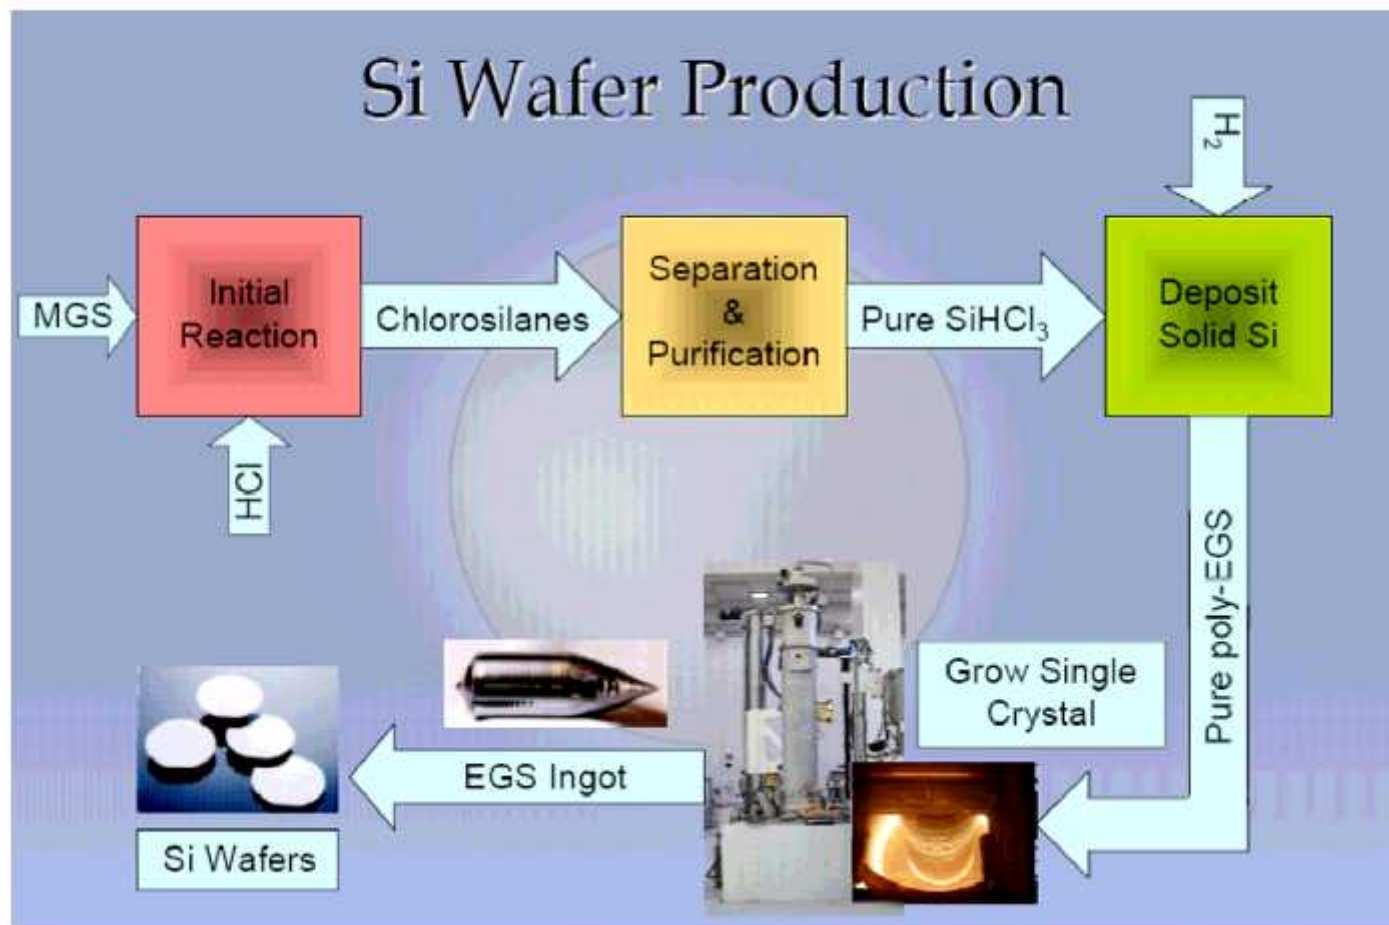 Si Wafer Production
H₂
MGS
Initial
Reaction
Chlorosilanes
Separation
&
Purification
Pure SiHCl₃
Deposit
Solid Si
HCl
Pure poly-EGS
Grow Single
Crystal
EGS Ingot
Si Wafers